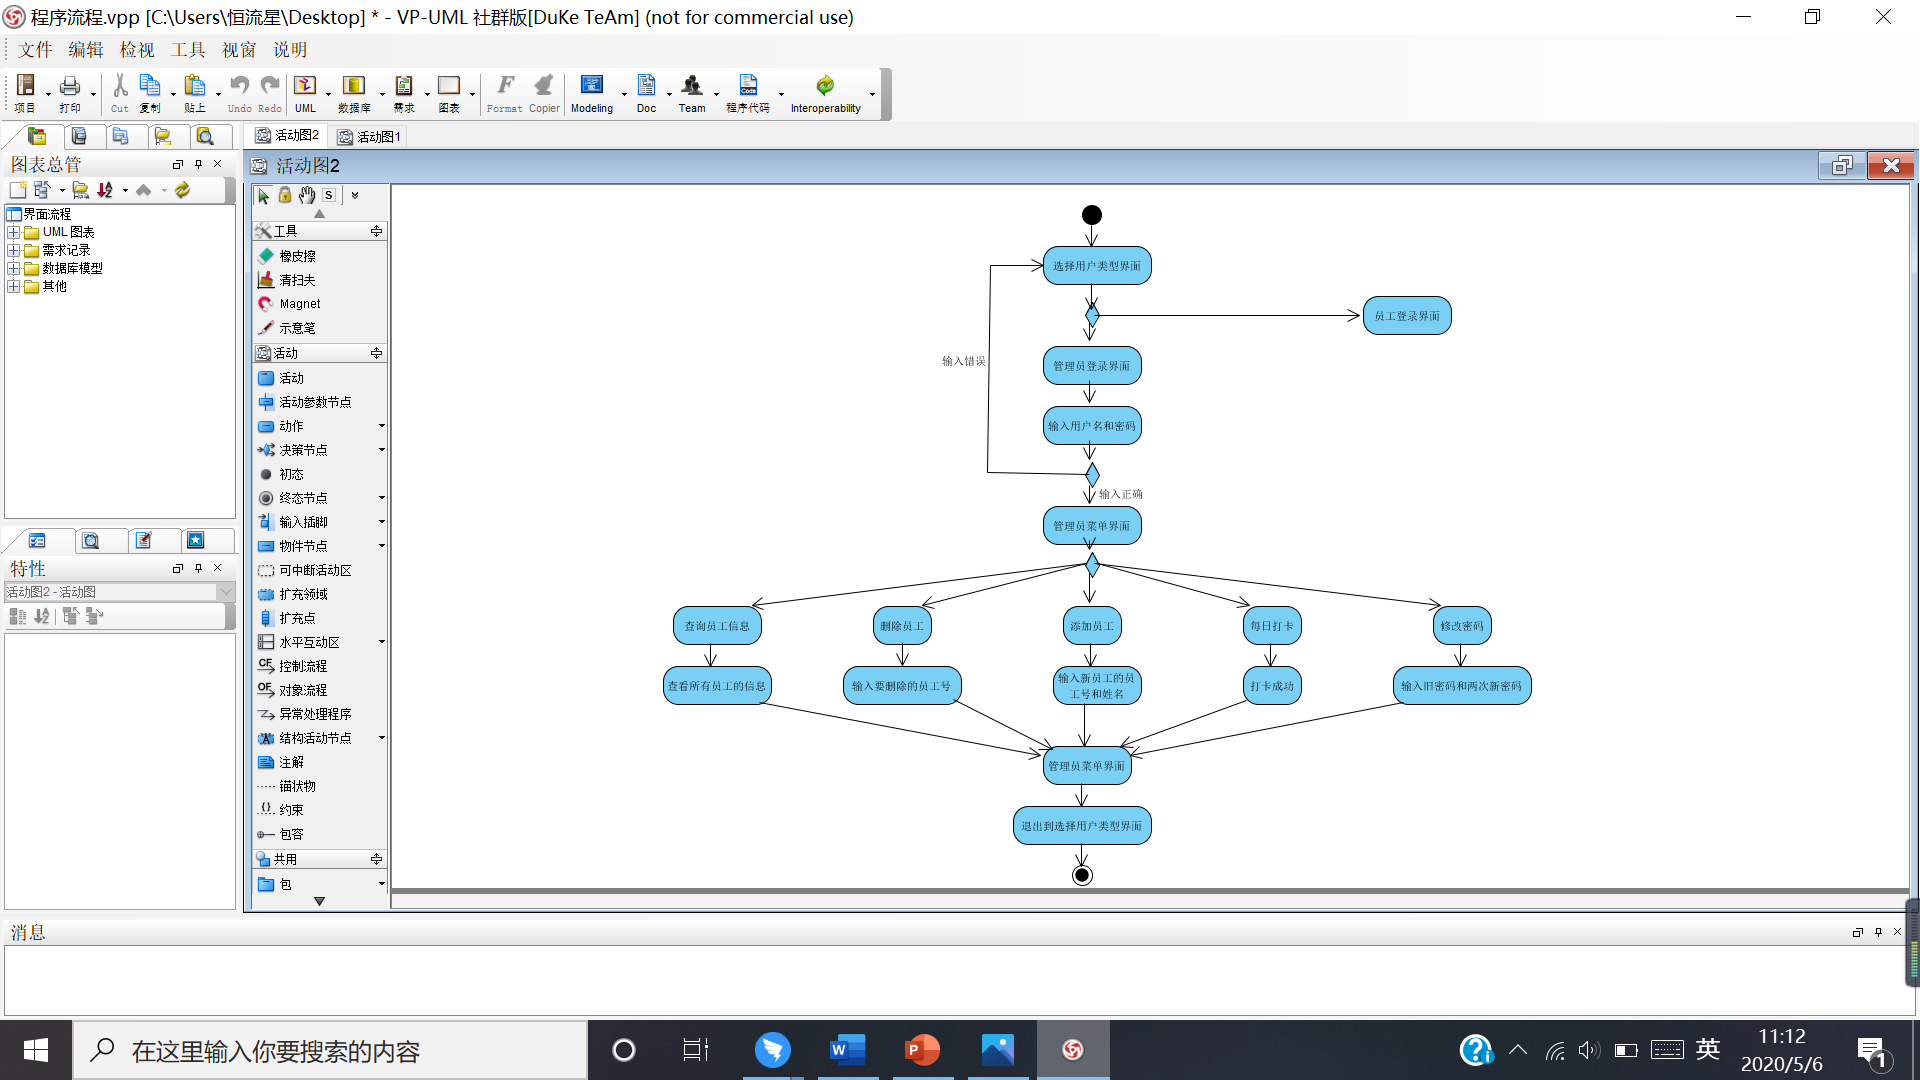 程序流程.vpp [C:\Users\恒流星\Desktop] * - VP-UML 社群版[DuKe TeAm] (not for commercial use)
文件 编辑 检视 工具 视窗 说明
项目 打印 Cut 复制 贴上 Undo Redo UML 数据库 需求 图表 Format Copier Modeling Doc Team 程序代码 Interoperability
活动图2 活动图1
图表总管
活动图2
界面流程
UML 图表
需求记录
数据库模型
其他
特性
活动图2 - 活动图
S
工具
橡皮擦
清扫夫
Magnet
示意笔
活动
活动
活动参数节点
动作
决策节点
初态
终态节点
输入插脚
物件节点
可中断活动区
扩充领域
扩充点
水平互动区
控制流程
对象流程
异常处理程序
结构活动节点
注解
锚状物
约束
包容
共用
包
选择用户类型界面
员工登录界面
输入错误
管理员登录界面
输入用户名和密码
输入正确
管理员菜单界面
查询员工信息 删除员工 添加员工 每日打卡 修改密码
查看所有员工的信息 输入要删除的员工号 输入新员工的员
工号和姓名 打卡成功 输入旧密码和两次新密码
管理员菜单界面
退出到选择用户类型界面
消息
在这里输入你要搜索的内容
英
11:12
2020/5/6
1